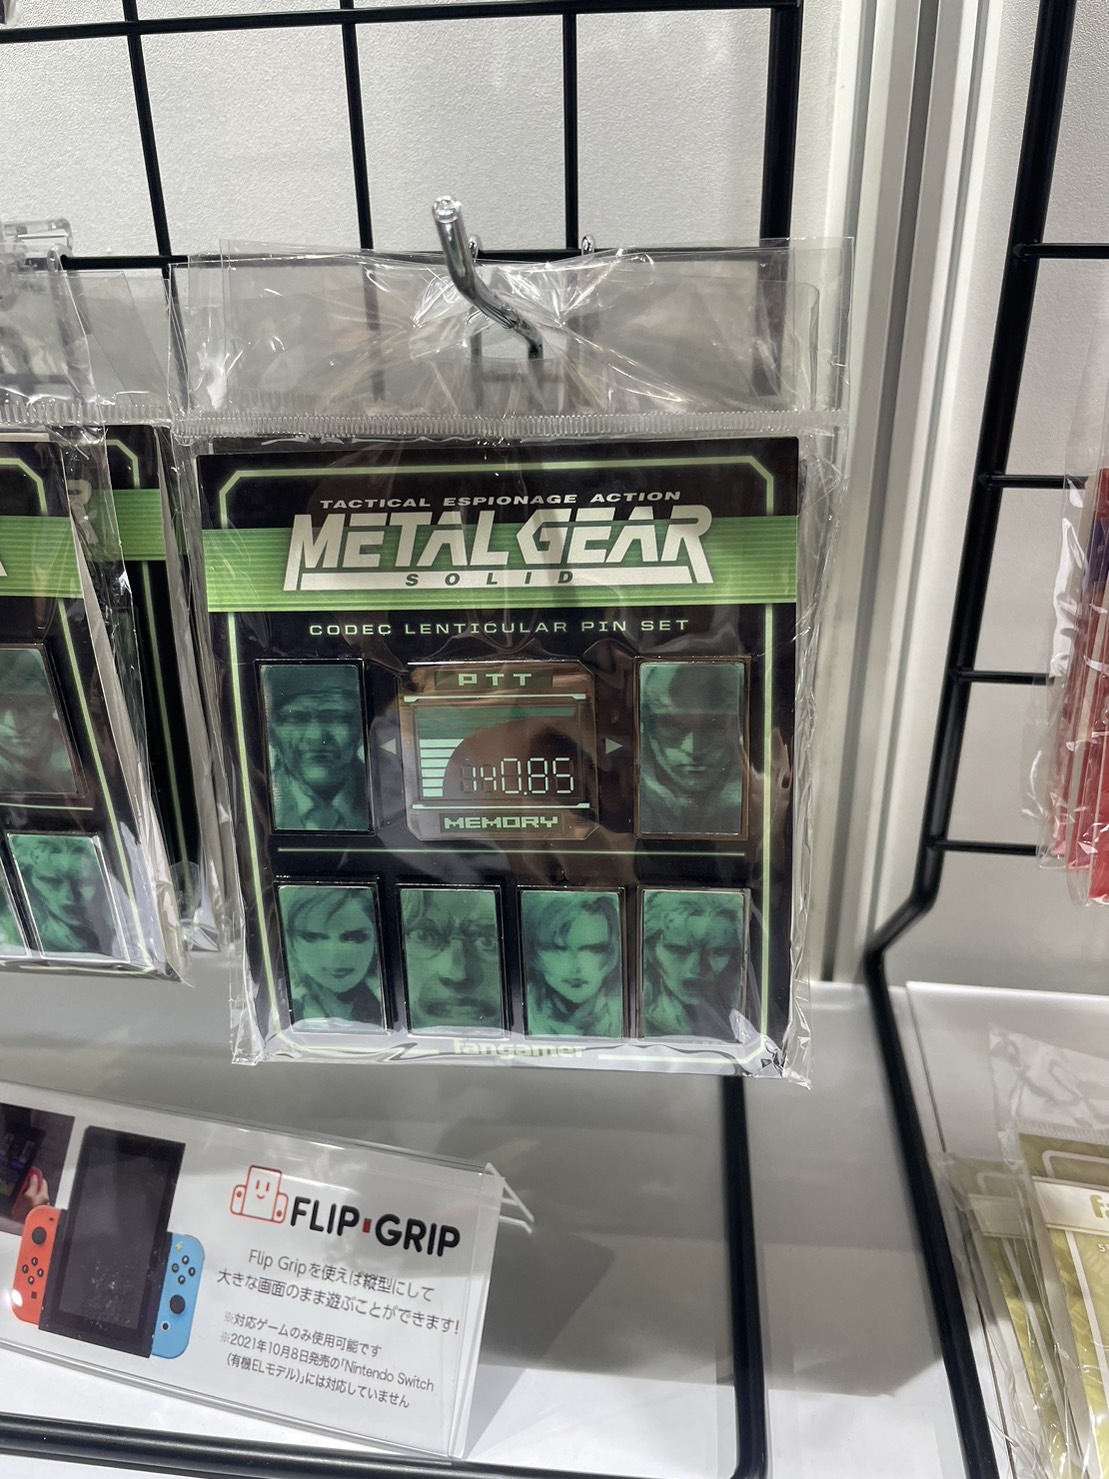 TACTICAL ESPIONAGE ACTION
METAL GEAR
SOLID
CODEC LENTICULAR PIN SET
PTT
140.85
MEMORY
fangamer
FLIP GRIP
Flip Gripを使えば縦型にして
大きな画面のまま遊ぶことができます!
※対応ゲームのみ使用可能です
※2021年10月8日発売の「Nintendo Switch
(有機ELモデル)」には対応していません